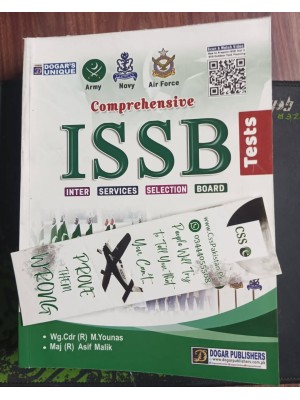 DOGAR'S
UNIQUE
Army
Navy
Air Force
Comprehensive
ISSB
Tests
INTER SERVICES SELECTION BOARD
PROVE
THEM
WRONG
People Will Try
to Tell You That
You Can't
CSS
• Wg.Cdr (R) M.Younas
• Maj (R) Asif Malik
D DOGAR PUBLISHERS